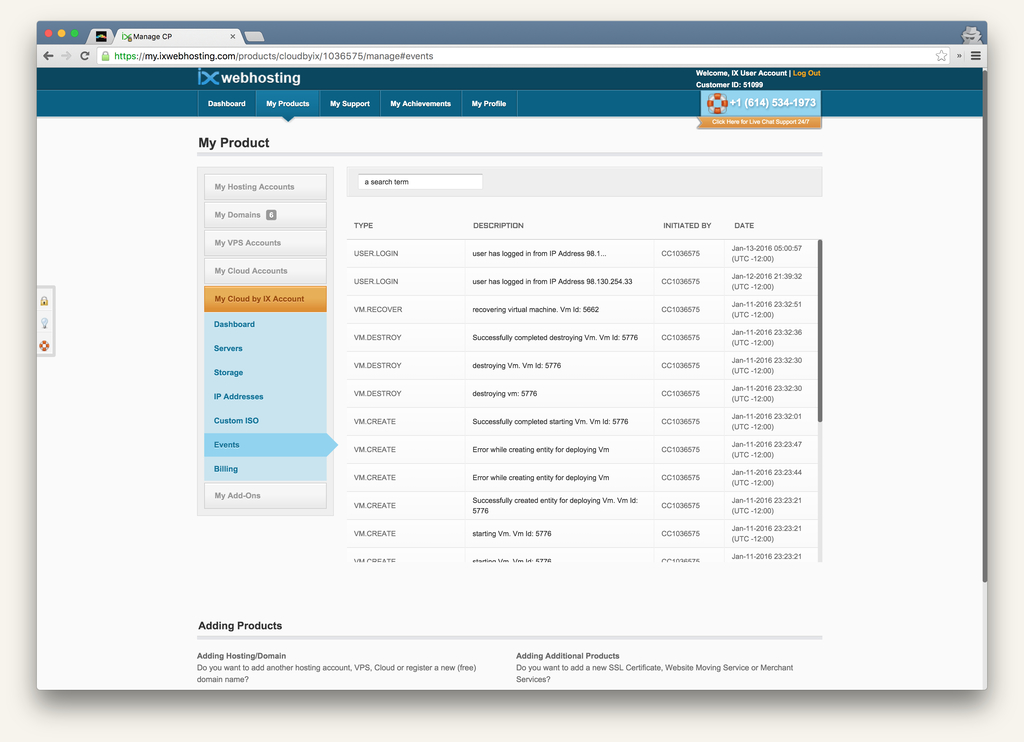 Manage CP
https://my.ixwebhosting.com/products/cloudbyix/1036575/manage#events
ix webhosting
Welcome, IX User Account | Log Out
Customer ID: 51099
Dashboard My Products My Support My Achievements My Profile
+1 (614) 534-1973
Click Here for Live Chat Support 24/7
My Product
My Hosting Accounts
My Domains 6
My VPS Accounts
My Cloud Accounts
My Cloud by IX Account
Dashboard
Servers
Storage
IP Addresses
Custom ISO
Events
Billing
My Add-Ons
a search term
TYPE DESCRIPTION INITIATED BY DATE
USER.LOGIN user has logged in from IP Address 98.1... CC1036575 Jan-13-2016 05:00:57
(UTC -12:00)
USER.LOGIN user has logged in from IP Address 98.130.254.33 CC1036575 Jan-12-2016 21:39:32
(UTC -12:00)
VM.RECOVER recovering virtual machine. Vm Id: 5662 CC1036575 Jan-11-2016 23:32:51
(UTC -12:00)
VM.DESTROY Successfully completed destroying Vm. Vm Id: 5776 CC1036575 Jan-11-2016 23:32:36
(UTC -12:00)
VM.DESTROY destroying Vm. Vm Id: 5776 CC1036575 Jan-11-2016 23:32:30
(UTC -12:00)
VM.DESTROY destroying vm: 5776 CC1036575 Jan-11-2016 23:32:30
(UTC -12:00)
VM.CREATE Successfully completed starting Vm. Vm Id: 5776 CC1036575 Jan-11-2016 23:32:01
(UTC -12:00)
VM.CREATE Error while creating entity for deploying Vm CC1036575 Jan-11-2016 23:23:47
(UTC -12:00)
VM.CREATE Error while creating entity for deploying Vm CC1036575 Jan-11-2016 23:23:44
(UTC -12:00)
VM.CREATE Successfully created entity for deploying Vm. Vm Id:
5776 CC1036575 Jan-11-2016 23:23:21
(UTC -12:00)
VM.CREATE starting Vm. Vm Id: 5776 CC1036575 Jan-11-2016 23:23:21
(UTC -12:00)
VM.CREATE starting Vm. Vm Id: 5776 CC1036575 Jan-11-2016 23:23:21
Adding Products
Adding Hosting/Domain
Do you want to add another hosting account, VPS, Cloud or register a new (free)
domain name?
Adding Additional Products
Do you want to add a new SSL Certificate, Website Moving Service or Merchant
Services?